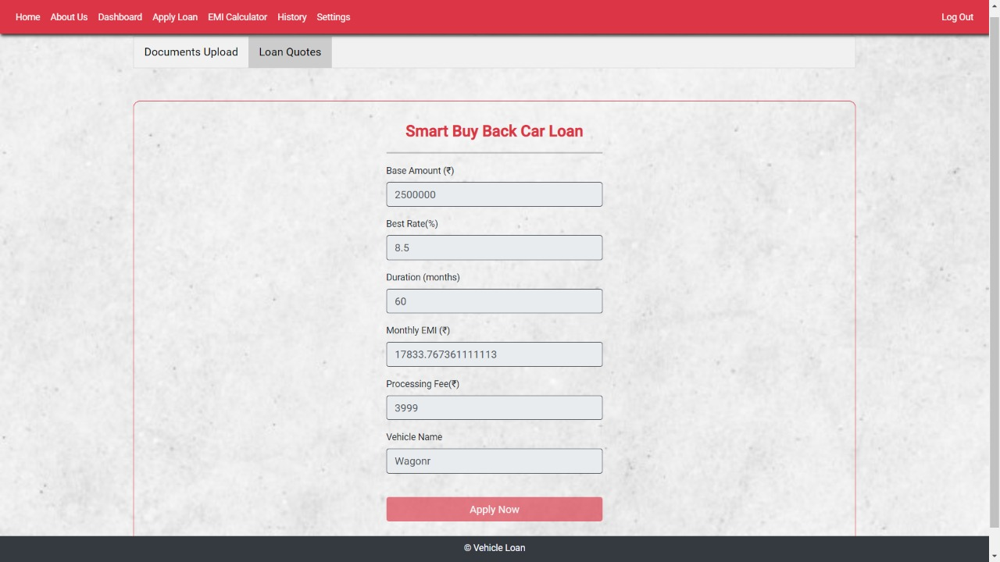 Home About Us Dashboard Apply Loan EMI Calculator History Settings Log Out
Documents Upload Loan Quotes
Smart Buy Back Car Loan
Base Amount (₹)
2500000
Best Rate(%)
8.5
Duration (months)
60
Monthly EMI (₹)
17833.767361111113
Processing Fee(₹)
3999
Vehicle Name
Wagonr
Apply Now
© Vehicle Loan